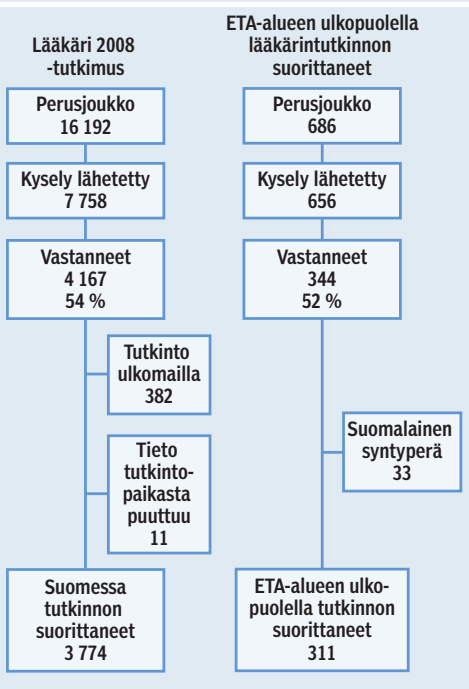 Lääkäri 2008
-tutkimus
Perusjoukko
16 192
Kysely lähetetty
7 758
Vastanneet
4 167
54 %
Tutkinto
ulkomailla
382
Tieto
tutkinto-
paikasta
puuttuu
11
Suomessa
tutkinnon
suorittaneet
3 774
ETA-alueen ulkopuolella
lääkärintutkinnon
suorittaneet
Perusjoukko
686
Kysely lähetetty
656
Vastanneet
344
52 %
Suomalainen
syntyperä
33
ETA-alueen ulko-
puolella tutkinnon
suorittaneet
311